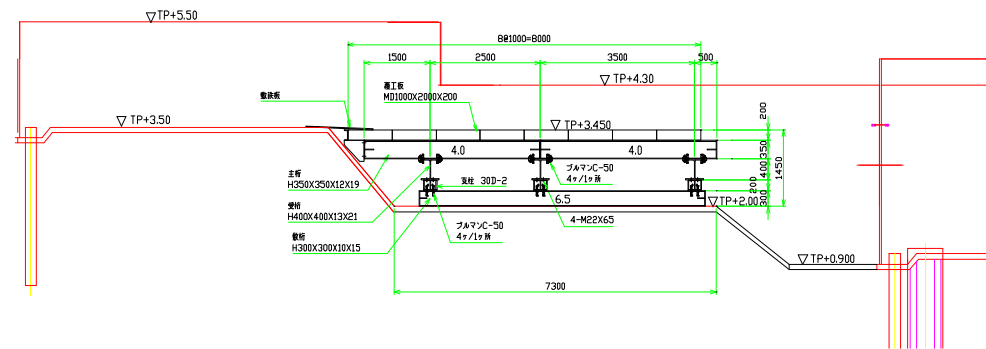 ▽TP+5.50
8@1000=8000
1500
2500
3500
500
▽TP+4.30
覆工板
MD1000X2000X200
敷鉄板
▽TP+3.50
▽TP+3.450
200
350
400
200
300
1450
4.0
4.0
主桁
H350X350X12X19
ブルマンC-50
4ヶ/1ヶ所
支柱 30D-2
受桁
H400X400X13X21
6.5
▽TP+2.00
4-M22X65
敷桁
H300X300X10X15
ブルマンC-50
4ヶ/1ヶ所
▽TP+0.900
7300